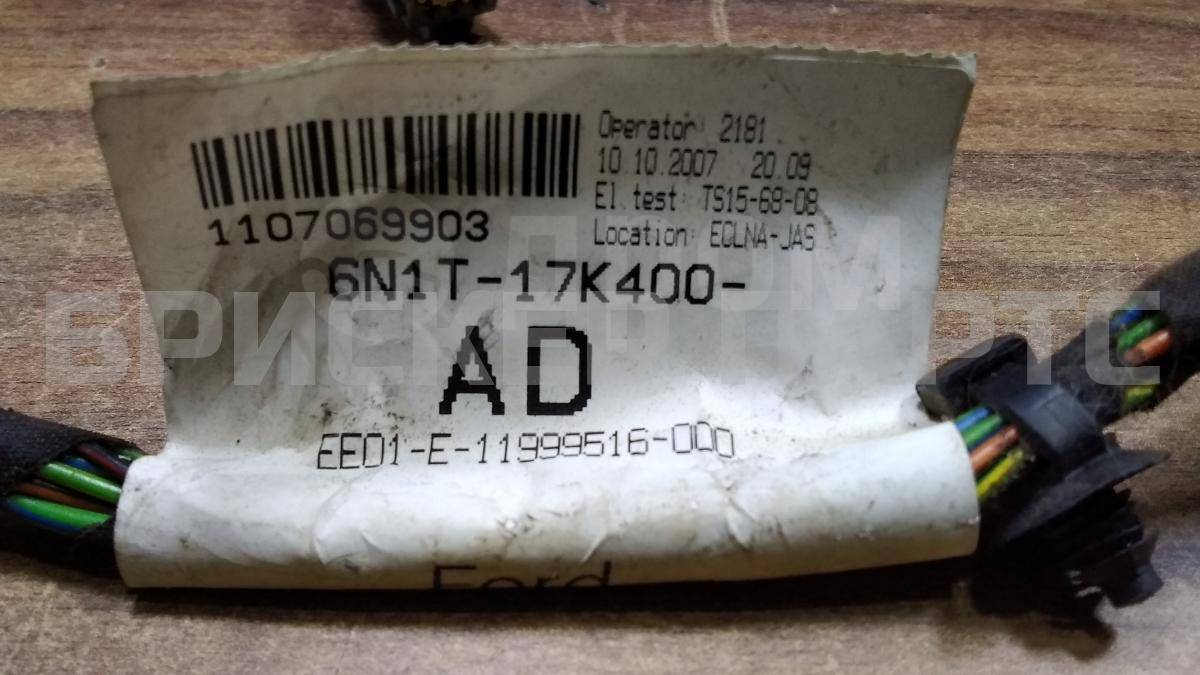 Operator: 2181
10.10.2007 20.09
El. test: TS15-68-08
Location: ECLNA-JAS
1107069903
6N1T-17K400-
AD
EED1-E-11999516-000
Ford